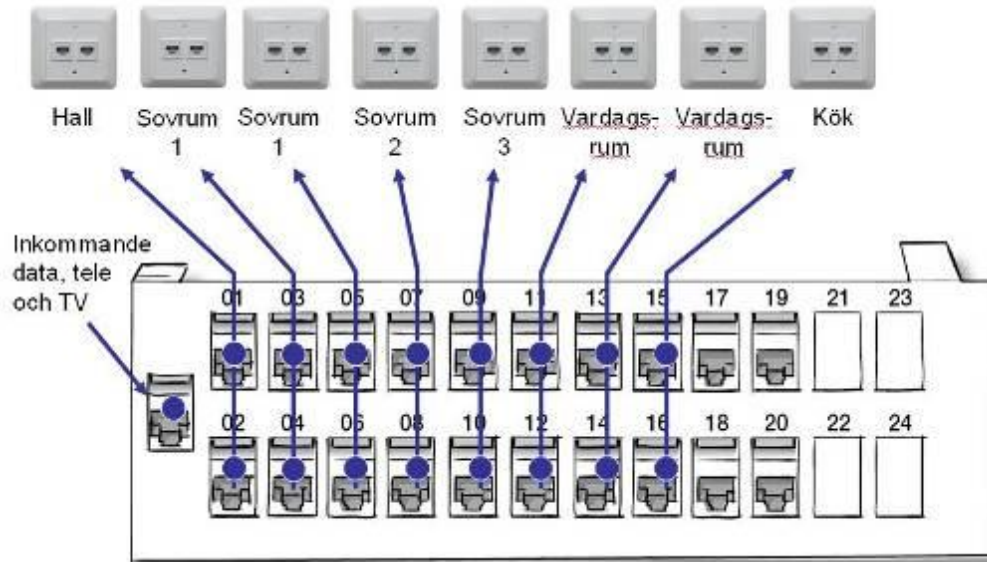 Hall
Sovrum
1
Sovrum
1
Sovrum
2
Sovrum
3
Vardags-
rum
Vardags-
rum
Kök
Inkommande
data, tele
och TV
01 03 05 07 09 11 13 15 17 19 21 23
02 04 06 08 10 12 14 16 18 20 22 24